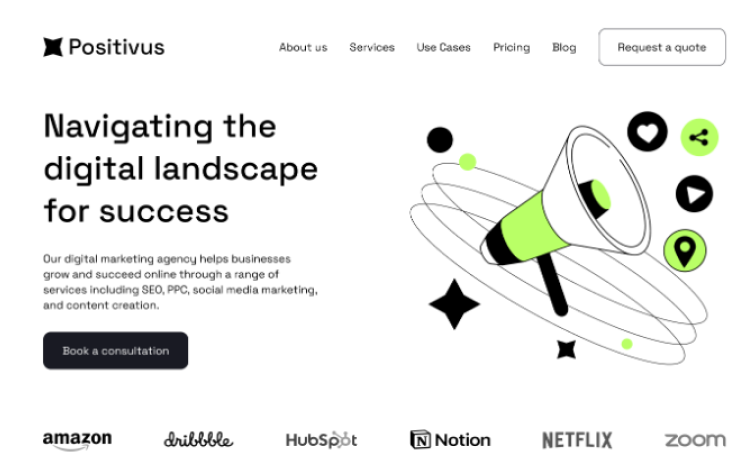 Positivus
About us Services Use Cases Pricing Blog Request a quote
Navigating the
digital landscape
for success
Our digital marketing agency helps businesses
grow and succeed online through a range of
services including SEO, PPC, social media marketing,
and content creation.
Book a consultation
amazon dribbble HubSpot Notion NETFLIX zoom